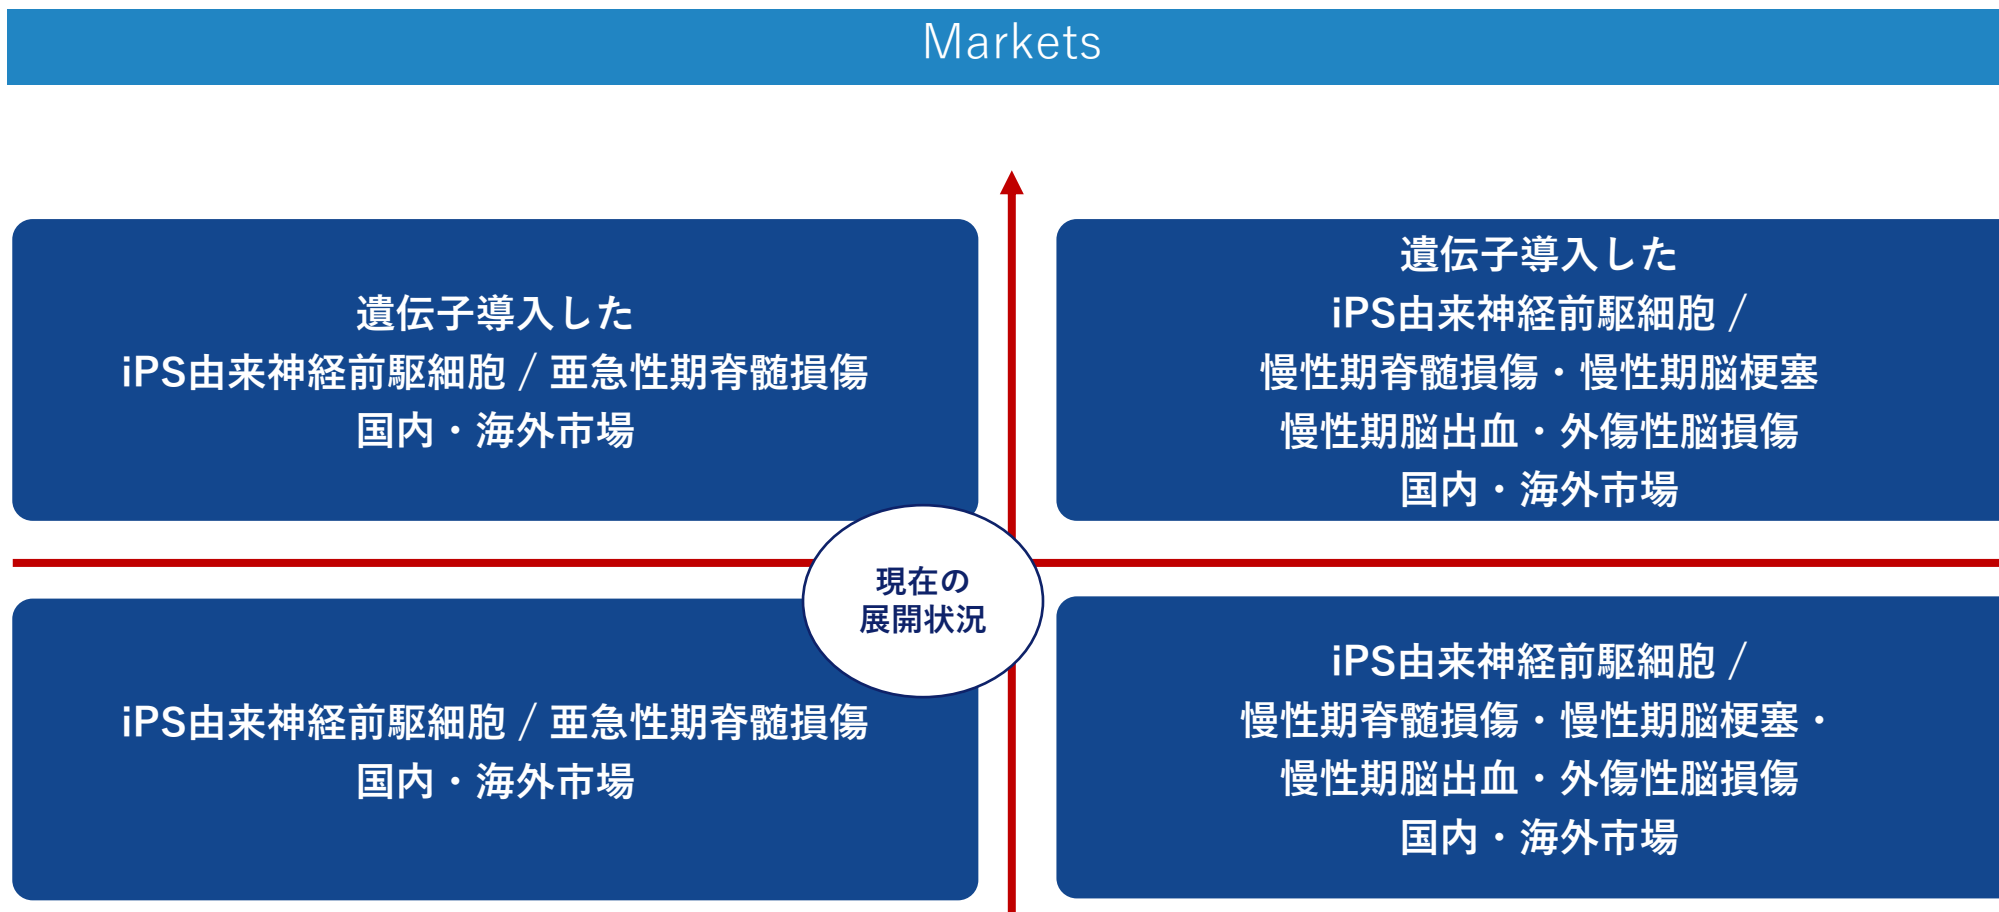 Markets
遺伝子導入した
iPS由来神経前駆細胞 / 亜急性期脊髄損傷
国内・海外市場
遺伝子導入した
iPS由来神経前駆細胞 /
慢性期脊髄損傷・慢性期脳梗塞
慢性期脳出血・外傷性脳損傷
国内・海外市場
現在の
展開状況
iPS由来神経前駆細胞 / 亜急性期脊髄損傷
国内・海外市場
iPS由来神経前駆細胞 /
慢性期脊髄損傷・慢性期脳梗塞・
慢性期脳出血・外傷性脳損傷
国内・海外市場